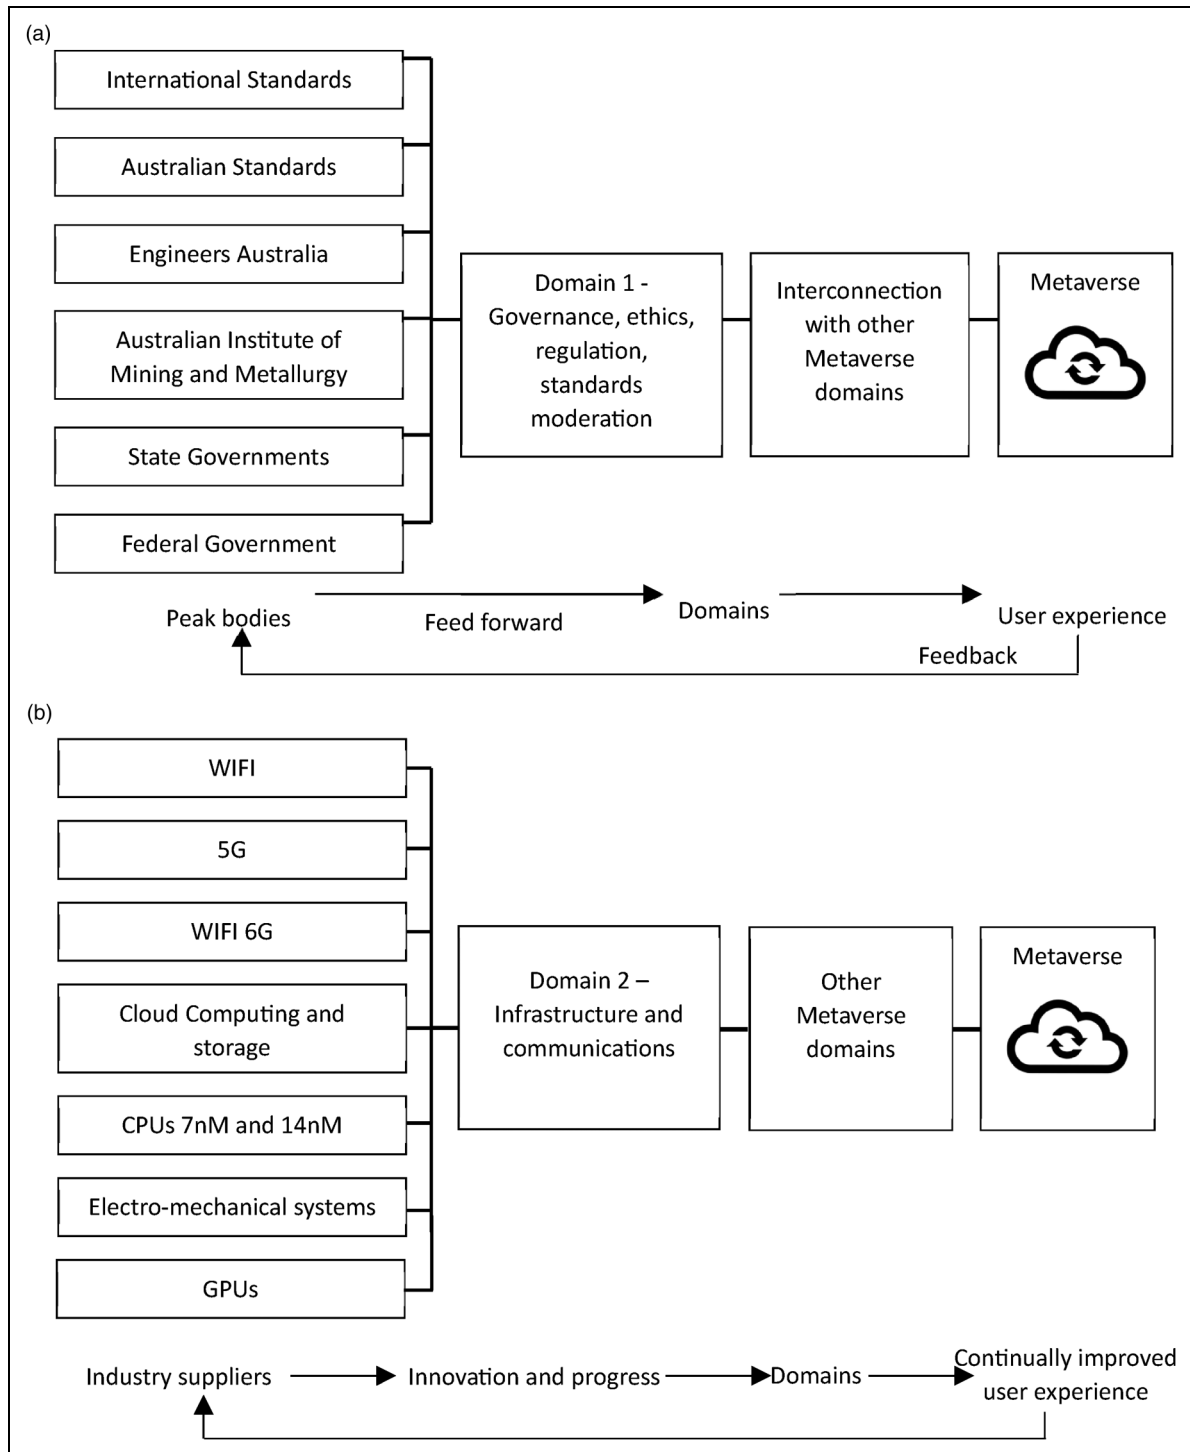 (a)
International Standards
Australian Standards
Engineers Australia
Australian Institute of
Mining and Metallurgy
State Governments
Federal Government
Domain 1 -
Governance, ethics,
regulation,
standards
moderation
Interconnection
with other
Metaverse
domains
Metaverse
Peak bodies
Feed forward
Domains
User experience
Feedback
(b)
WIFI
5G
WIFI 6G
Cloud Computing and
storage
CPUs 7nM and 14nM
Electro-mechanical systems
GPUs
Domain 2 –
Infrastructure and
communications
Other
Metaverse
domains
Metaverse
Industry suppliers
Innovation and progress
Domains
Continually improved
user experience